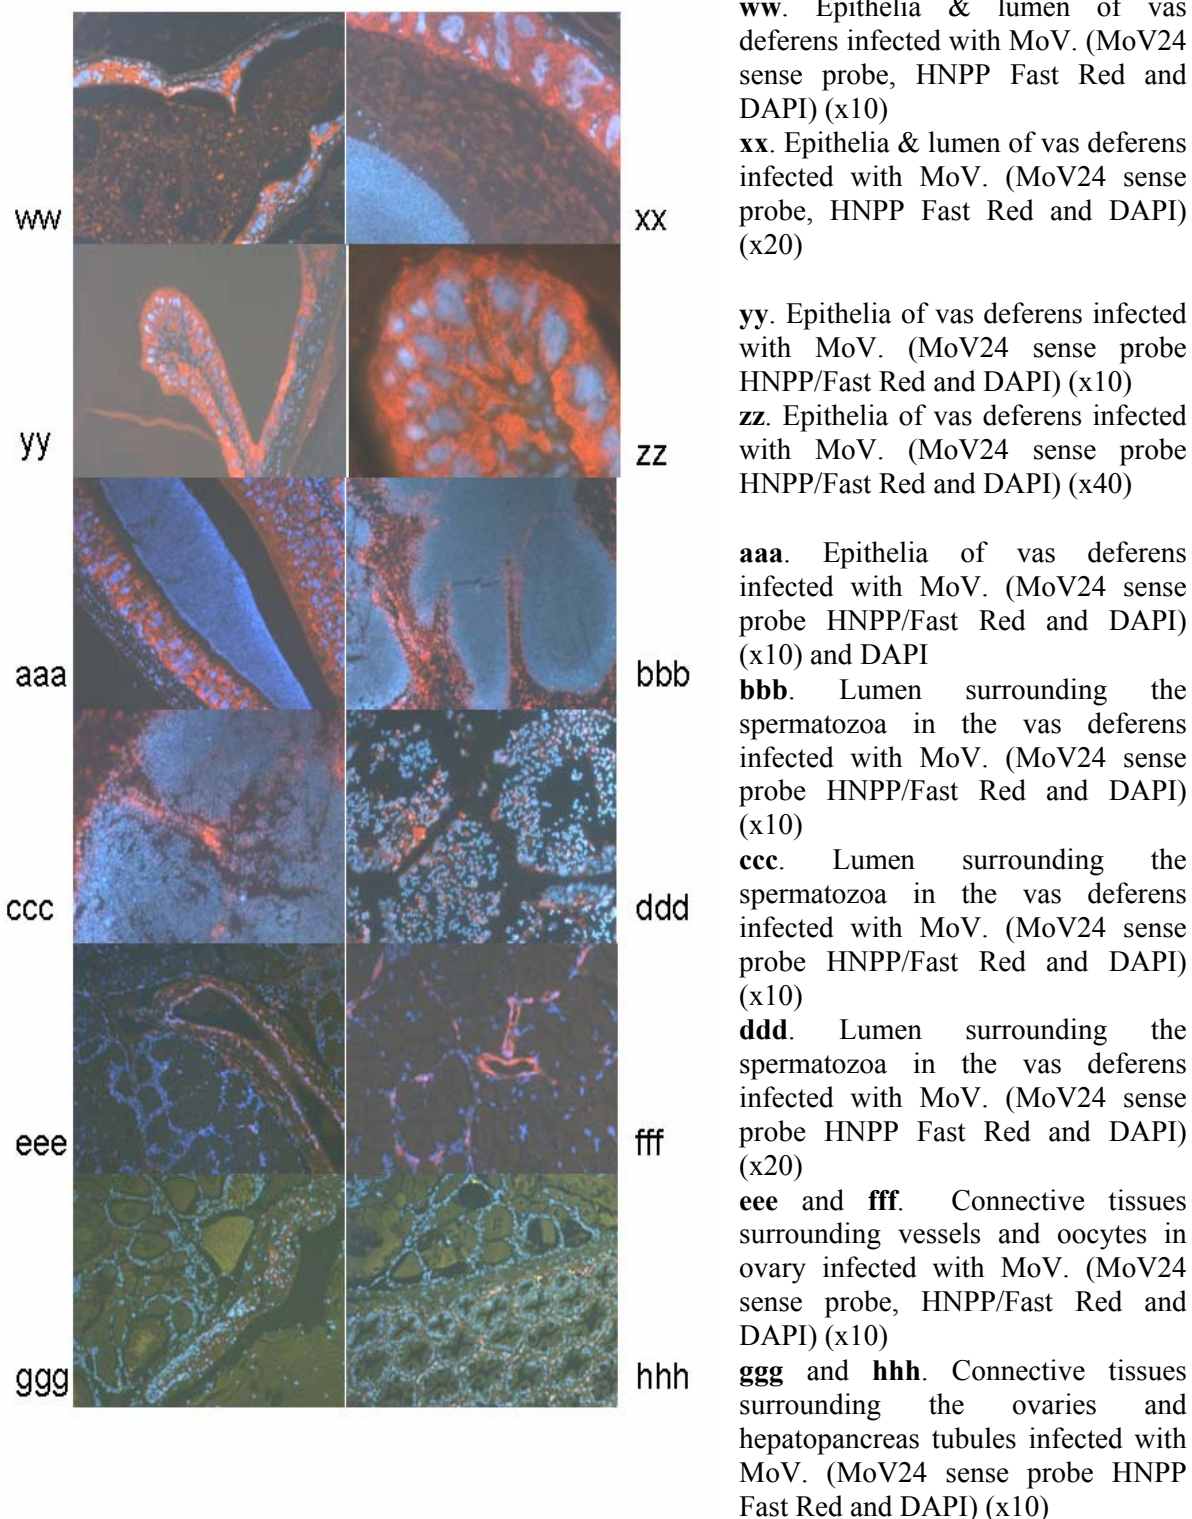 ww
xx
yy
zz
aaa
bbb
ccc
ddd
eee
fff
ggg
hhh
ww. Epithelia & lumen of vas
deferens infected with MoV. (MoV24
sense probe, HNPP Fast Red and
DAPI) (x10)
xx. Epithelia & lumen of vas deferens
infected with MoV. (MoV24 sense
probe, HNPP Fast Red and DAPI)
(x20)
yy. Epithelia of vas deferens infected
with MoV. (MoV24 sense probe
HNPP/Fast Red and DAPI) (x10)
zz. Epithelia of vas deferens infected
with MoV. (MoV24 sense probe
HNPP/Fast Red and DAPI) (x40)
aaa. Epithelia of vas deferens
infected with MoV. (MoV24 sense
probe HNPP/Fast Red and DAPI)
(x10) and DAPI
bbb. Lumen surrounding the
spermatozoa in the vas deferens
infected with MoV. (MoV24 sense
probe HNPP/Fast Red and DAPI)
(x10)
ccc. Lumen surrounding the
spermatozoa in the vas deferens
infected with MoV. (MoV24 sense
probe HNPP/Fast Red and DAPI)
(x10)
ddd. Lumen surrounding the
spermatozoa in the vas deferens
infected with MoV. (MoV24 sense
probe HNPP Fast Red and DAPI)
(x20)
eee and fff. Connective tissues
surrounding vessels and oocytes in
ovary infected with MoV. (MoV24
sense probe, HNPP/Fast Red and
DAPI) (x10)
ggg and hhh. Connective tissues
surrounding the ovaries and
hepatopancreas tubules infected with
MoV. (MoV24 sense probe HNPP
Fast Red and DAPI) (x10)